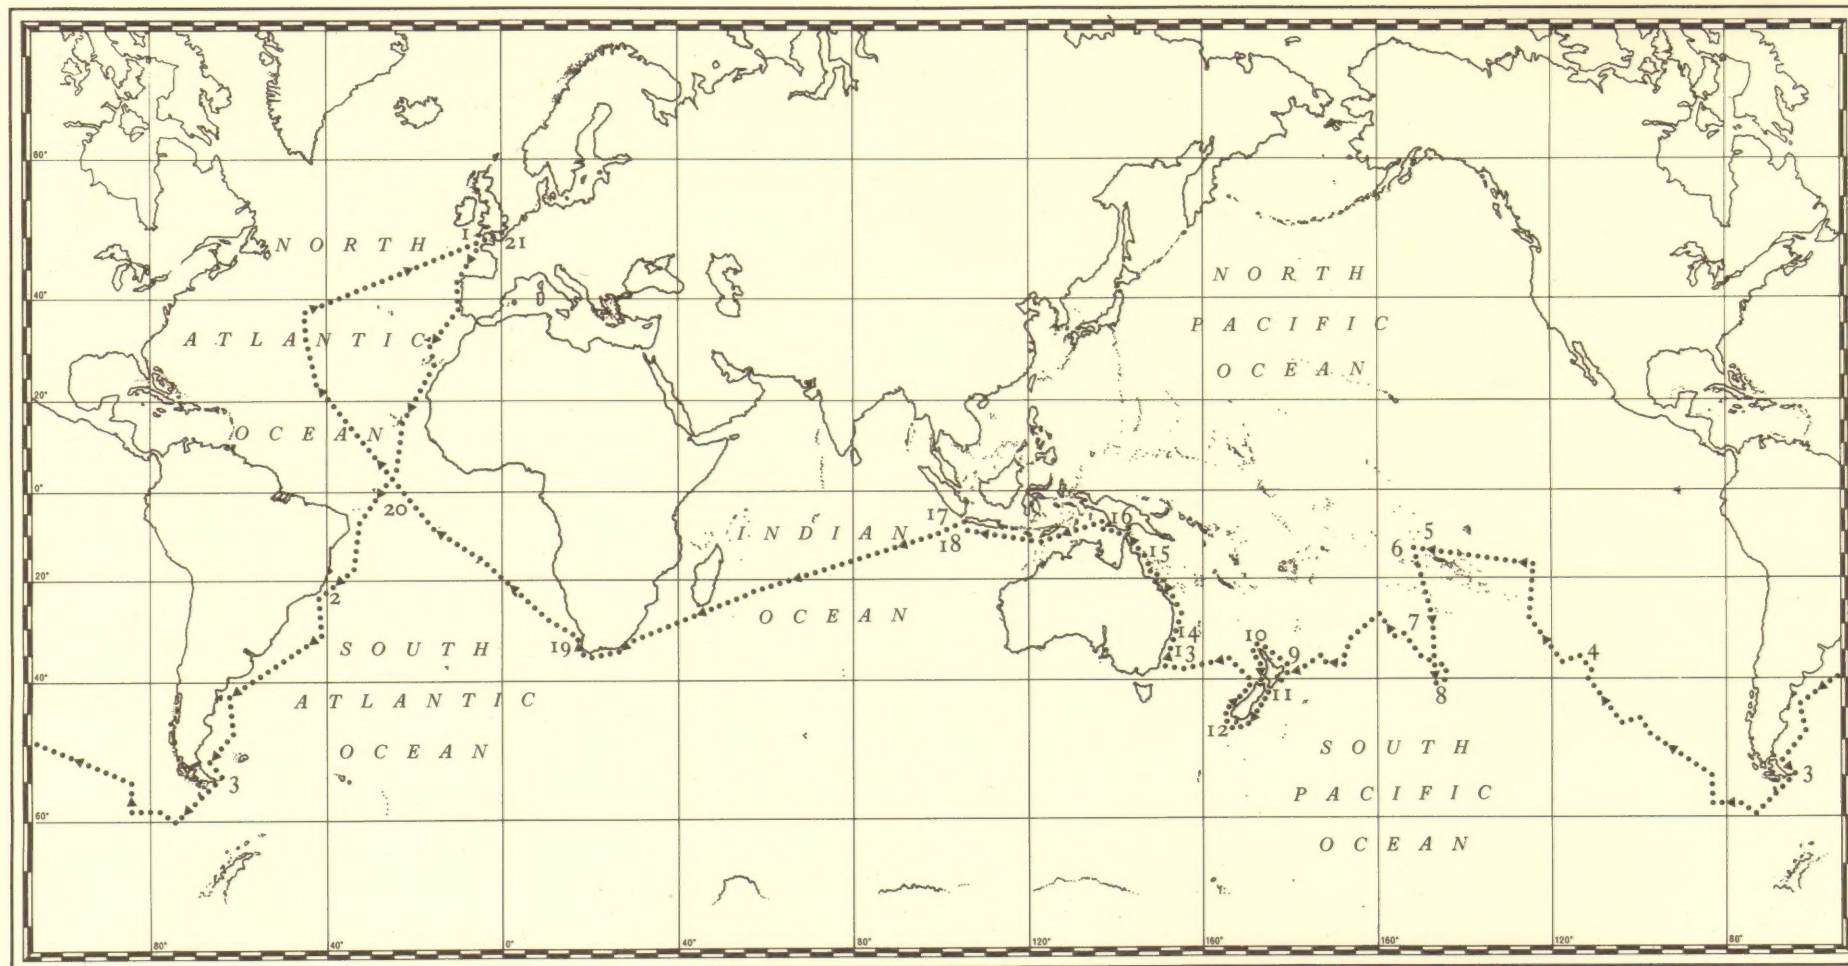 60°
1
21
NORTH
NORTH
40°
ATLANTIC
PACIFIC
OCEAN
20°
OCEAN
0°
20
17
16
INDIAN
18
15
5
6
20°
2
OCEAN
7
14
10
19
SOUTH
13
9
4
40°
ATLANTIC
11
8
12
OCEAN
SOUTH
3
3
PACIFIC
60°
OCEAN
80°
40°
0°
40°
80°
120°
160°
160°
120°
80°